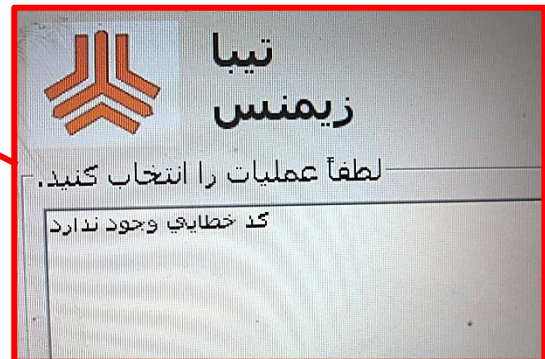 تیبا
زیمنس
لطفاً عملیات را انتخاب کنید.
کد خطايي وجود ندارد